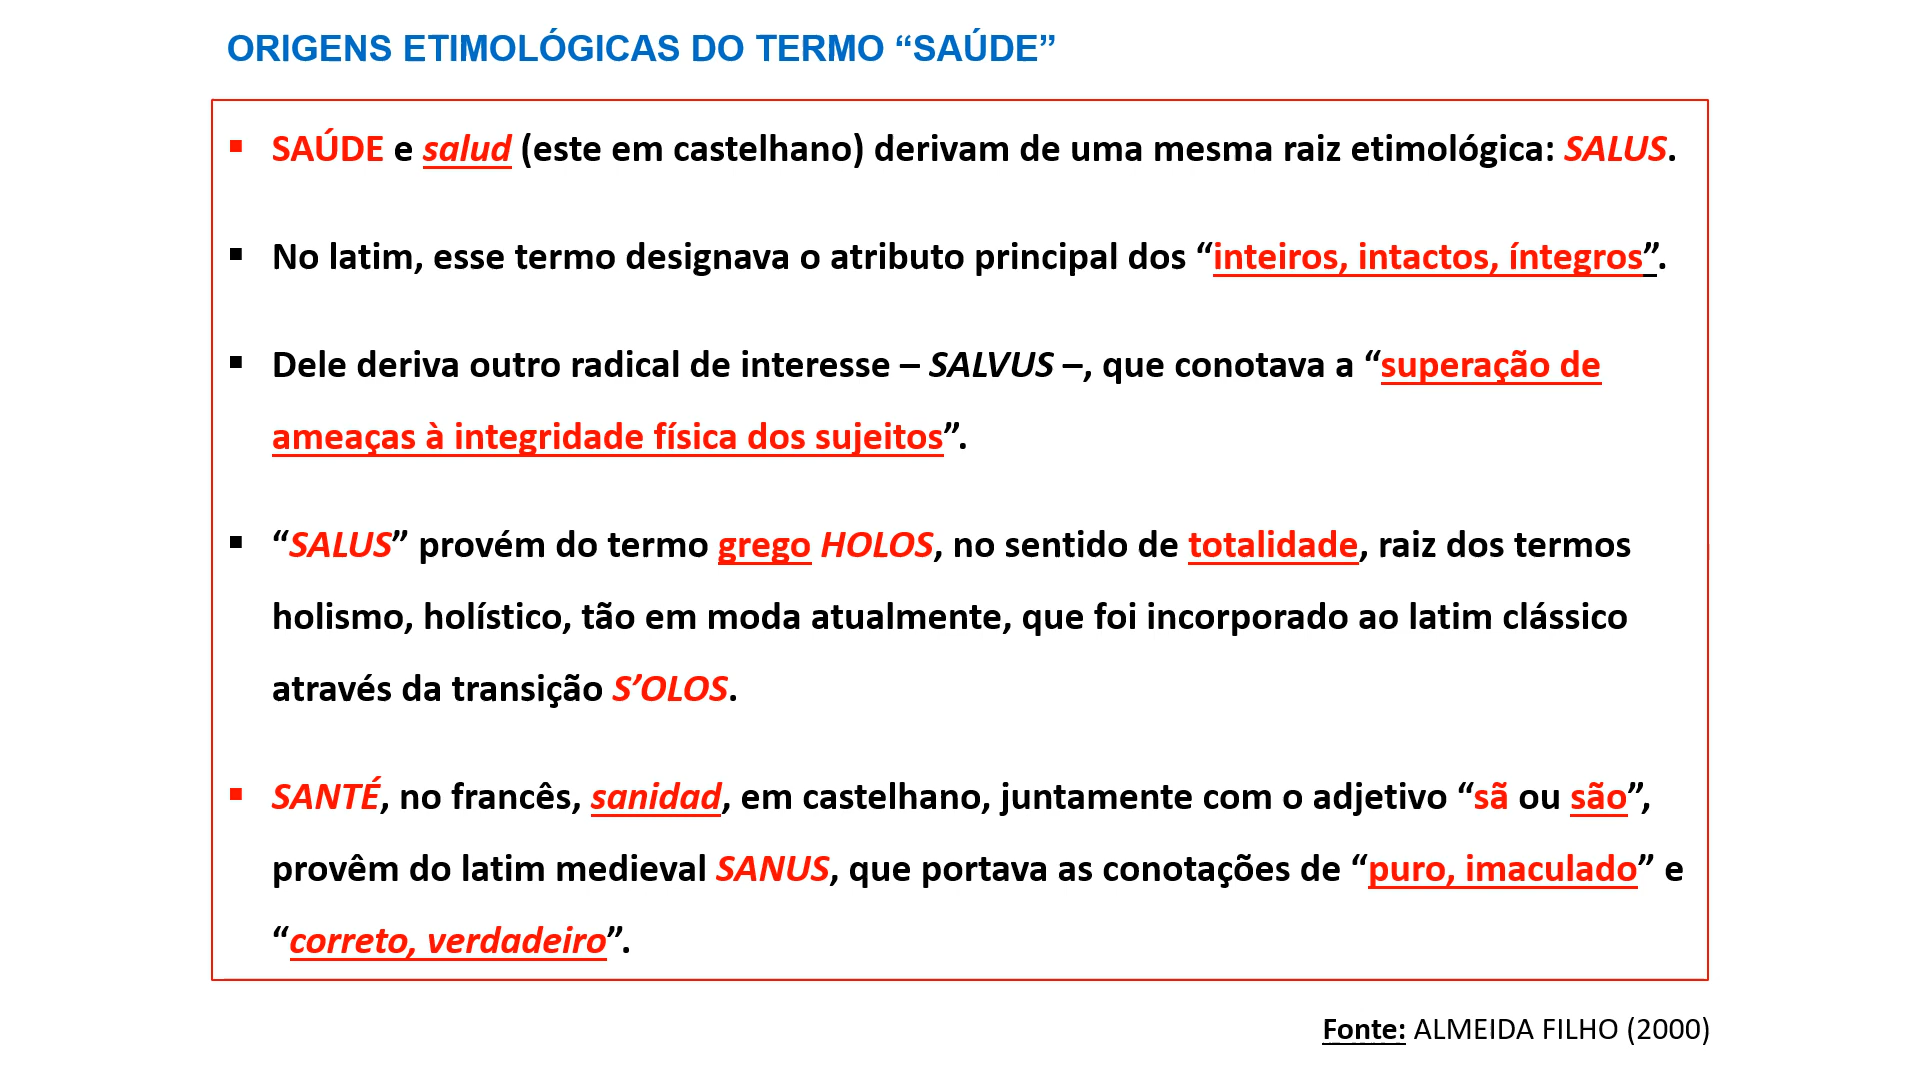 ORIGENS ETIMOLÓGICAS DO TERMO “SAÚDE”
▪ SAÚDE e salud (este em castelhano) derivam de uma mesma raiz etimológica: SALUS.
▪ No latim, esse termo designava o atributo principal dos “inteiros, intactos, íntegros”.
▪ Dele deriva outro radical de interesse – SALVUS –, que conotava a “superação de
ameaças à integridade física dos sujeitos”.
▪ “SALUS” provém do termo grego HOLOS, no sentido de totalidade, raiz dos termos
holismo, holístico, tão em moda atualmente, que foi incorporado ao latim clássico
através da transição S’OLOS.
▪ SANTÉ, no francês, sanidad, em castelhano, juntamente com o adjetivo “sã ou são”,
provêm do latim medieval SANUS, que portava as conotações de “puro, imaculado” e
“correto, verdadeiro”.
Fonte: ALMEIDA FILHO (2000)